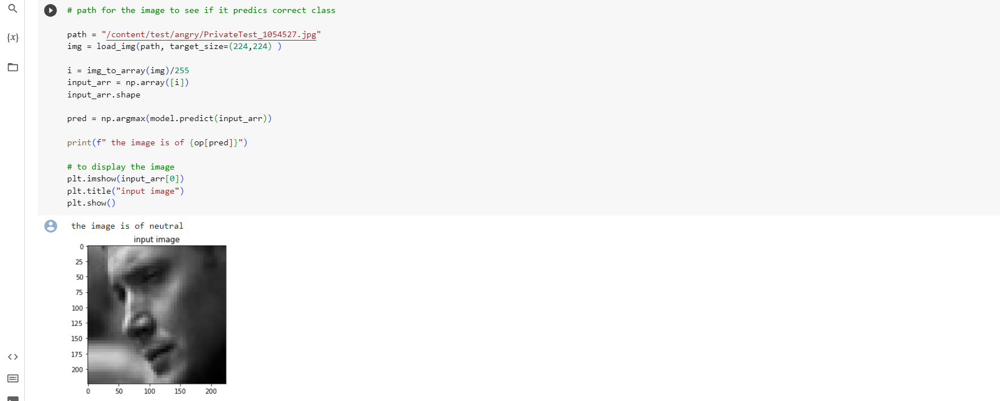 # path for the image to see if it predics correct class
{x}
path = "/content/test/angry/PrivateTest_1054527.jpg"
img = load_img(path, target_size=(224,224) )
i = img_to_array(img)/255
input_arr = np.array([i])
input_arr.shape
pred = np.argmax(model.predict(input_arr))
print(f" the image is of {op[pred]}")
# to display the image
plt.imshow(input_arr[0])
plt.title("input image")
plt.show()
the image is of neutral
input image
0
25
50
75
100
125
150
175
200
0 50 100 150 200